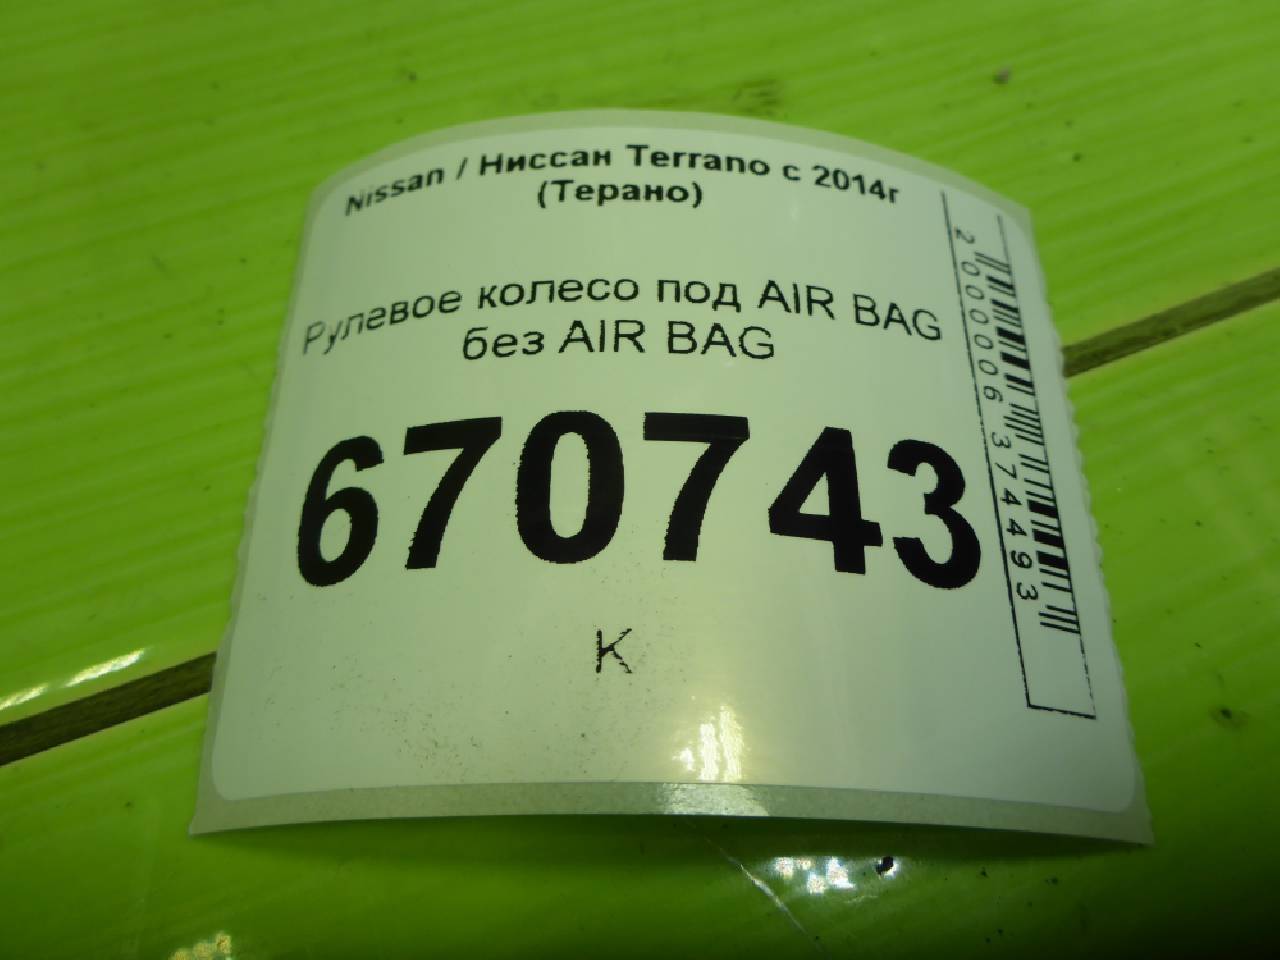 Nissan / Ниссан Terrano с 2014г
(Терано)
Рулевое колесо под AIR BAG
без AIR BAG
670743
К
2000006374493